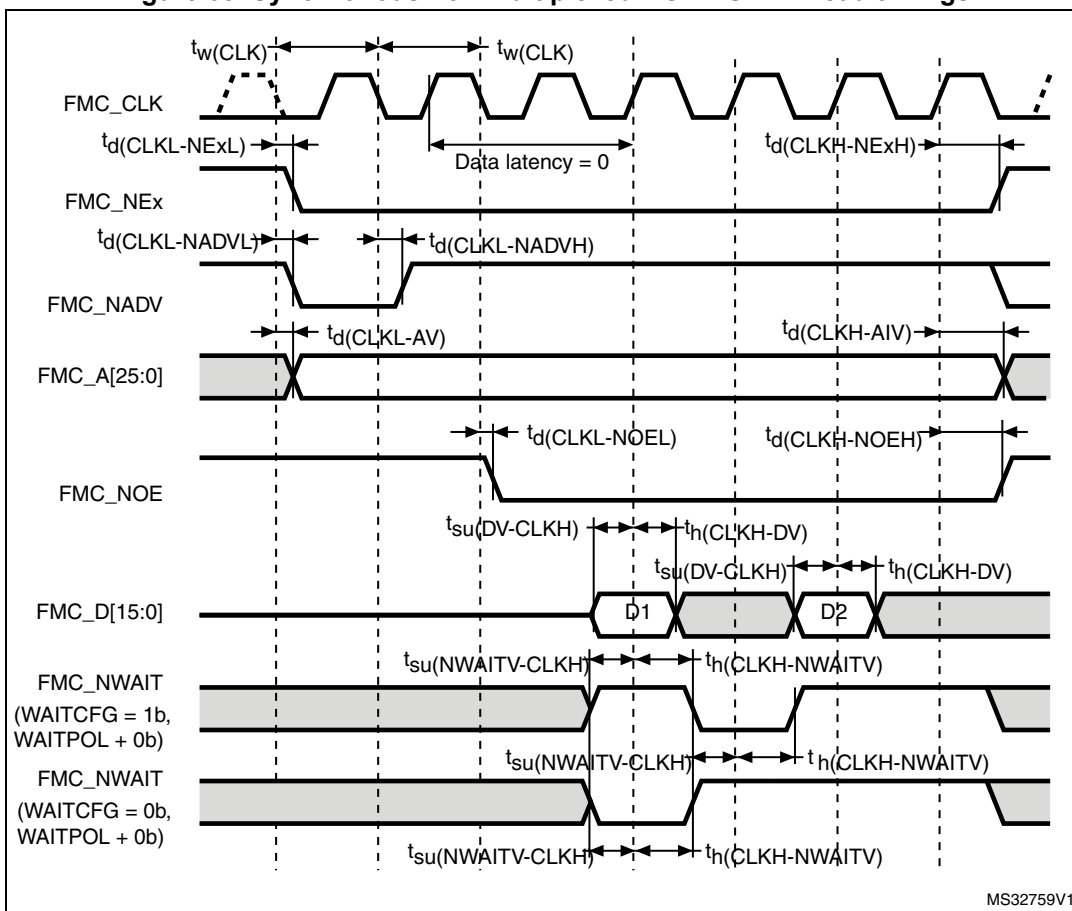 tw(CLK) tw(CLK)
FMC_CLK
td(CLKL-NExL) Data latency = 0 td(CLKH-NExH)
FMC_NEx
td(CLKL-NADVL) td(CLKL-NADVH)
FMC_NADV
td(CLKL-AV) td(CLKH-AIV)
FMC_A[25:0]
td(CLKL-NOEL) td(CLKH-NOEH)
FMC_NOE
tsu(DV-CLKH) th(CLKH-DV)
tsu(DV-CLKH) th(CLKH-DV)
FMC_D[15:0] D1 D2
tsu(NWAITV-CLKH) th(CLKH-NWAITV)
FMC_NWAIT
(WAITCFG = 1b,
WAITPOL + 0b)
tsu(NWAITV-CLKH) th(CLKH-NWAITV)
FMC_NWAIT
(WAITCFG = 0b,
WAITPOL + 0b)
tsu(NWAITV-CLKH) th(CLKH-NWAITV)
MS32759V1